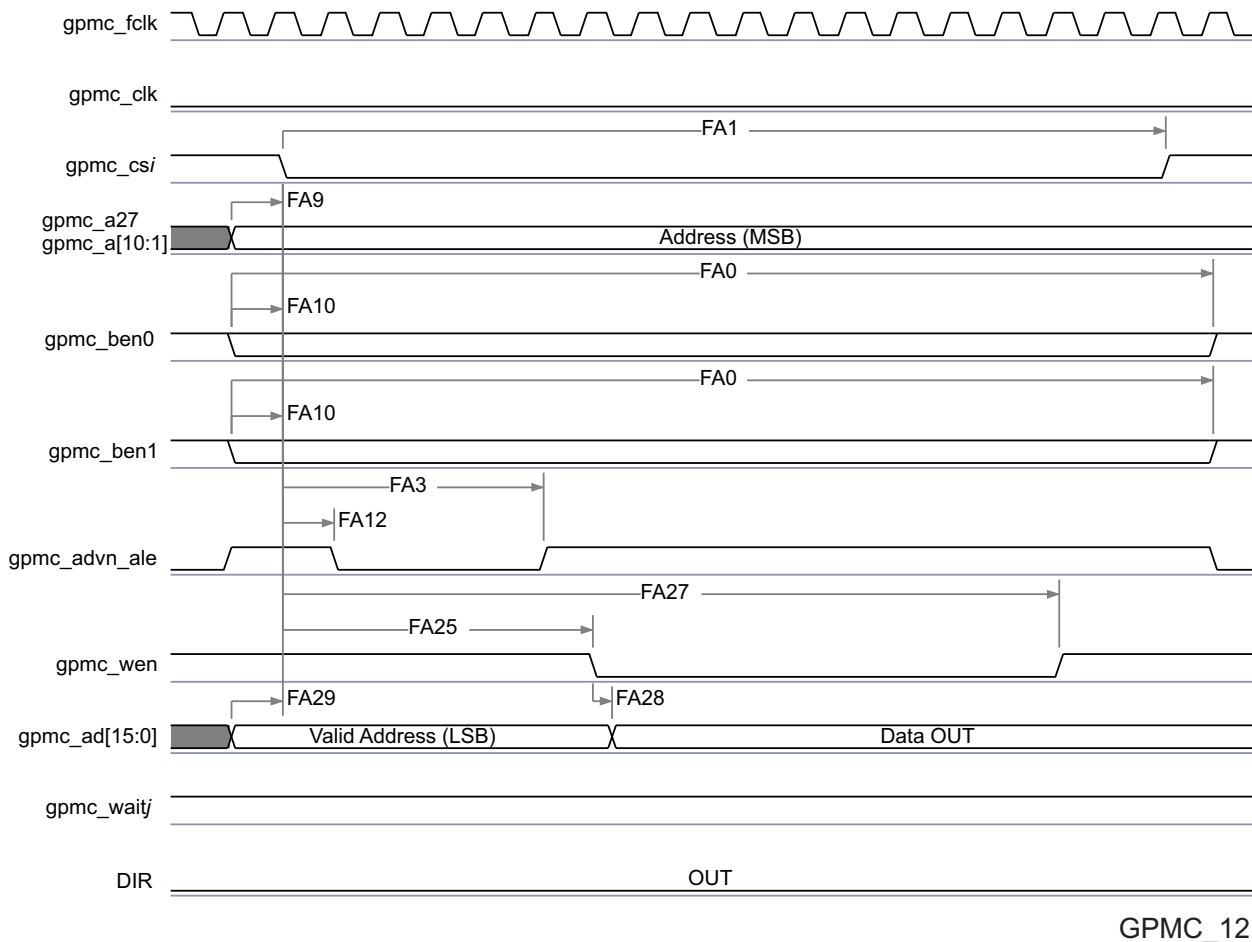 gpmc_fclk
gpmc_clk
FA1
gpmc_csi
FA9
gpmc_a27
gpmc_a[10:1]
Address (MSB)
FA0
FA10
gpmc_ben0
FA0
FA10
gpmc_ben1
FA3
FA12
gpmc_advn_ale
FA27
FA25
gpmc_wen
FA29
FA28
gpmc_ad[15:0]
Valid Address (LSB)
Data OUT
gpmc_waitj
DIR
OUT
GPMC_12